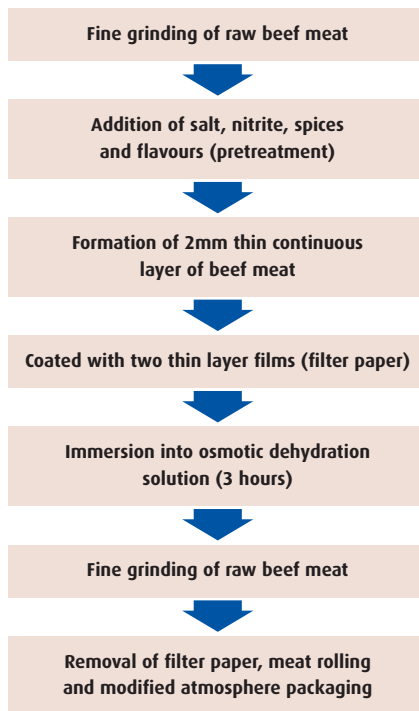 Fine grinding of raw beef meat
Addition of salt, nitrite, spices
and flavours (pretreatment)
Formation of 2mm thin continuous
layer of beef meat
Coated with two thin layer films (filter paper)
Immersion into osmotic dehydration
solution (3 hours)
Fine grinding of raw beef meat
Removal of filter paper, meat rolling
and modified atmosphere packaging